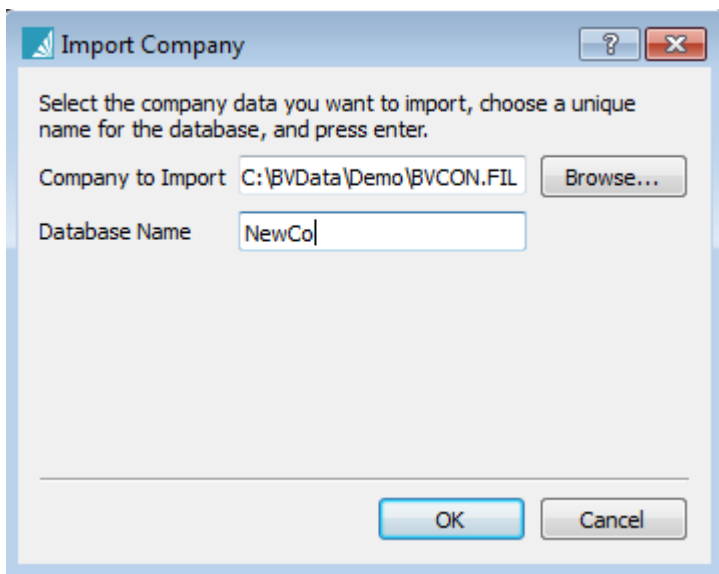 Import Company
?
Select the company data you want to import, choose a unique
name for the database, and press enter.
Company to Import C:\BVData\Demo\BVCON.FIL Browse...
Database Name NewCo
OK Cancel